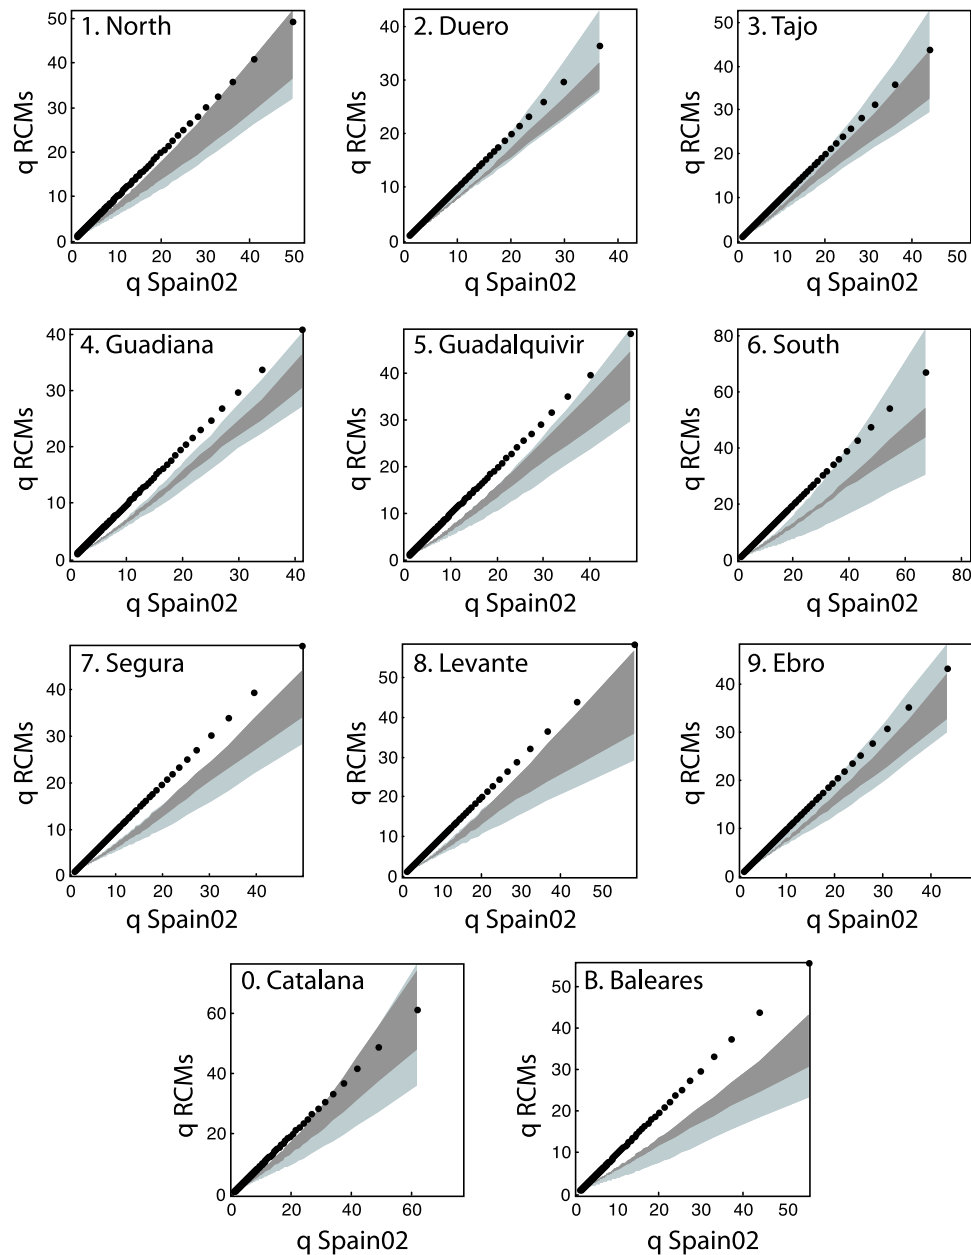 1. North
q RCMs
50
40
30
20
10
0
0 10 20 30 40 50
q Spain02
2. Duero
q RCMs
40
30
20
10
0
0 10 20 30 40
q Spain02
3. Tajo
q RCMs
50
40
30
20
10
0
0 10 20 30 40 50
q Spain02
4. Guadiana
q RCMs
40
30
20
10
0
0 10 20 30 40
q Spain02
5. Guadalquivir
q RCMs
40
30
20
10
0
0 10 20 30 40
q Spain02
6. South
q RCMs
80
60
40
20
0
0 20 40 60 80
q Spain02
7. Segura
q RCMs
40
30
20
10
0
0 10 20 30 40
q Spain02
8. Levante
q RCMs
50
40
30
20
10
0
0 10 20 30 40 50
q Spain02
9. Ebro
q RCMs
40
30
20
10
0
0 10 20 30 40
q Spain02
0. Catalana
q RCMs
60
40
20
0
0 20 40 60
q Spain02
B. Baleares
q RCMs
50
40
30
20
10
0
0 10 20 30 40 50
q Spain02